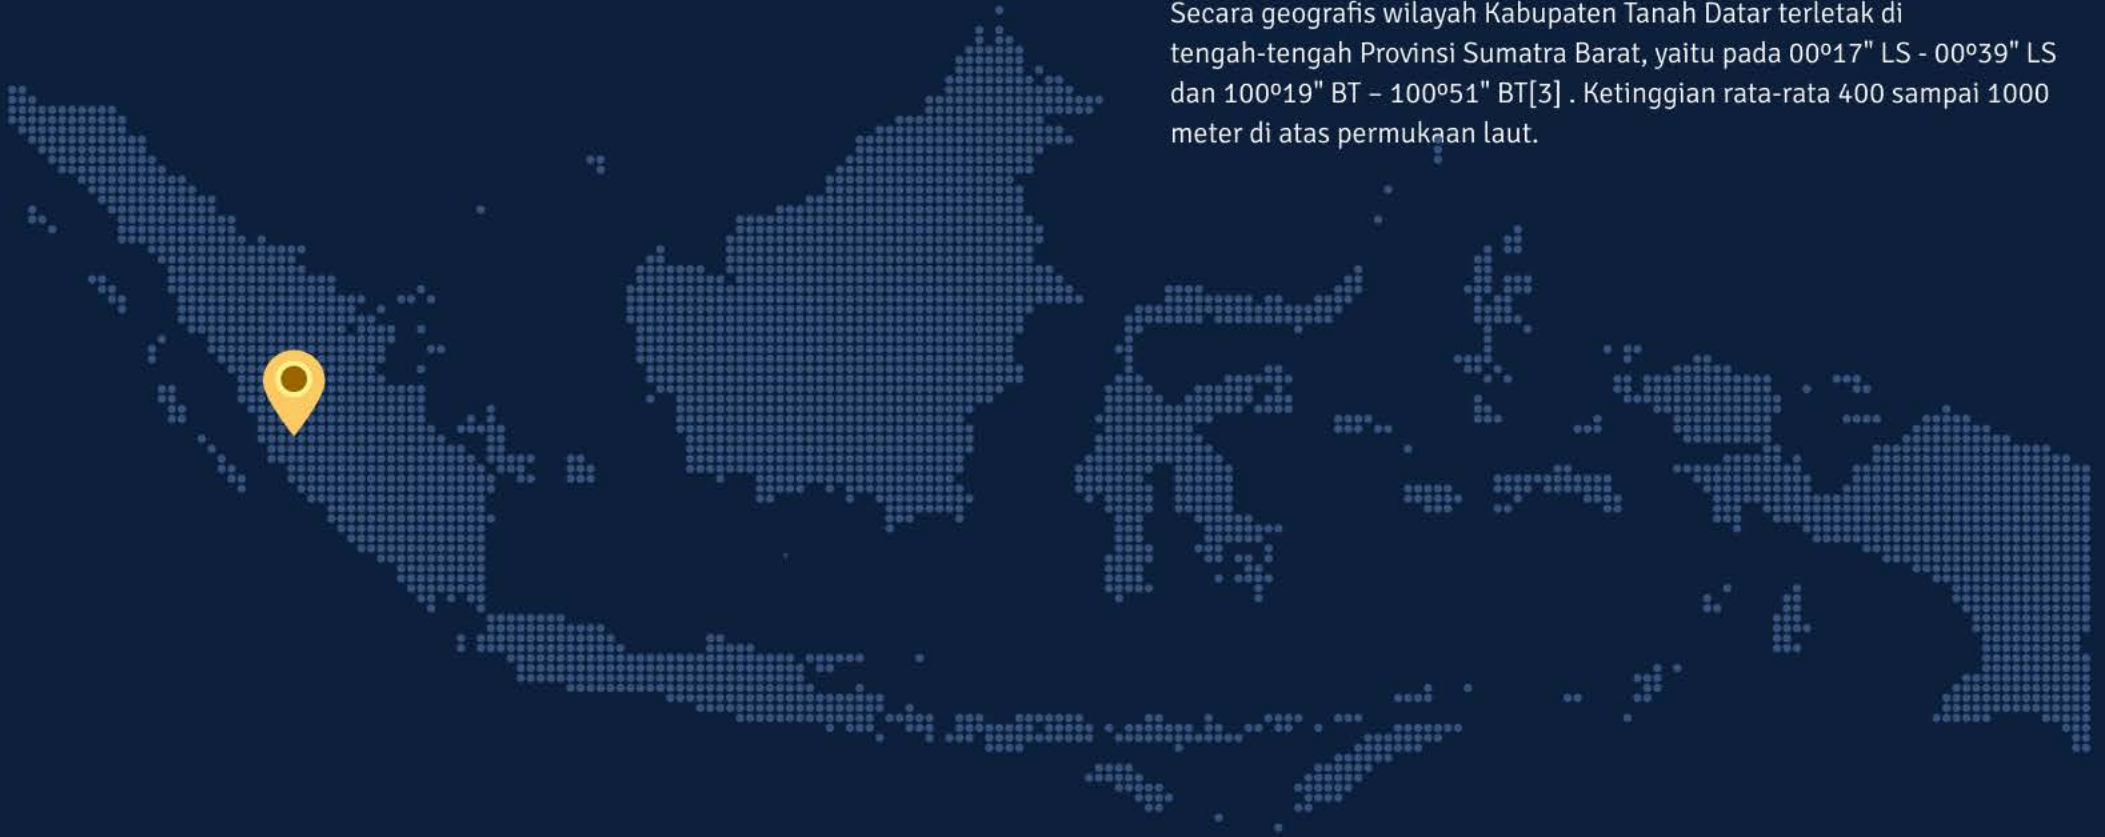 Secara geografis wilayah Kabupaten Tanah Datar terletak di
tengah-tengah Provinsi Sumatra Barat, yaitu pada 00º17" LS - 00º39" LS
dan 100º19" BT – 100º51" BT[3] . Ketinggian rata-rata 400 sampai 1000
meter di atas permukaan laut.